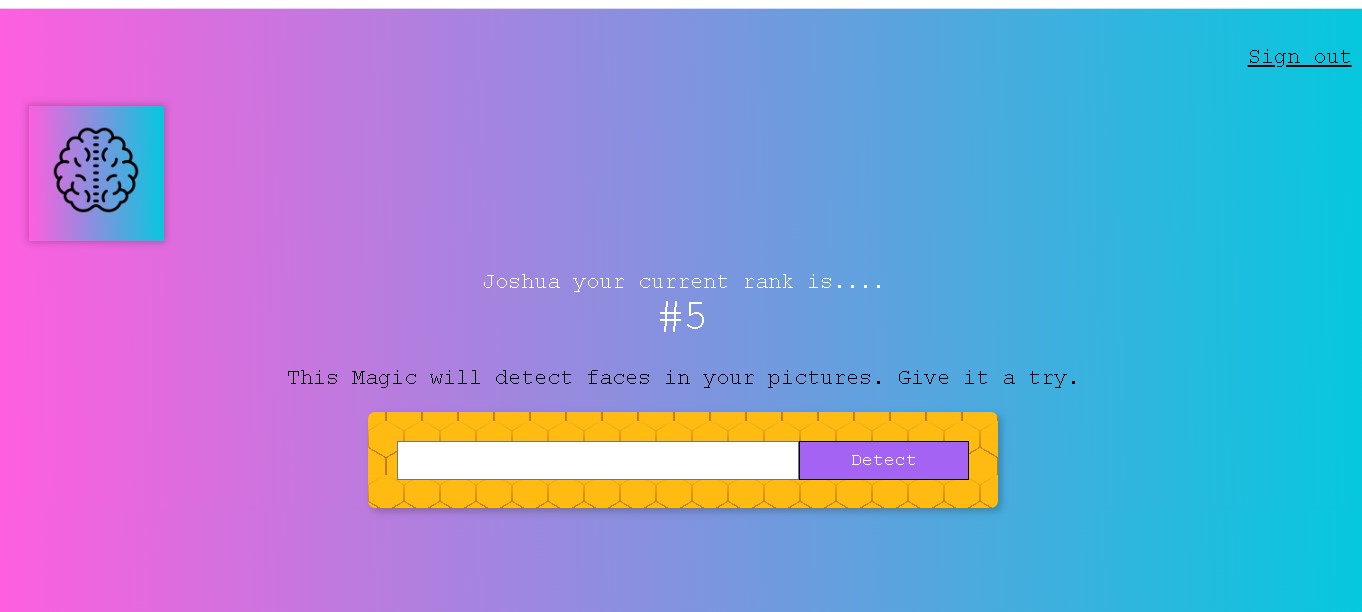 Sign out
Joshua your current rank is....
#5
This Magic will detect faces in your pictures. Give it a try.
Detect